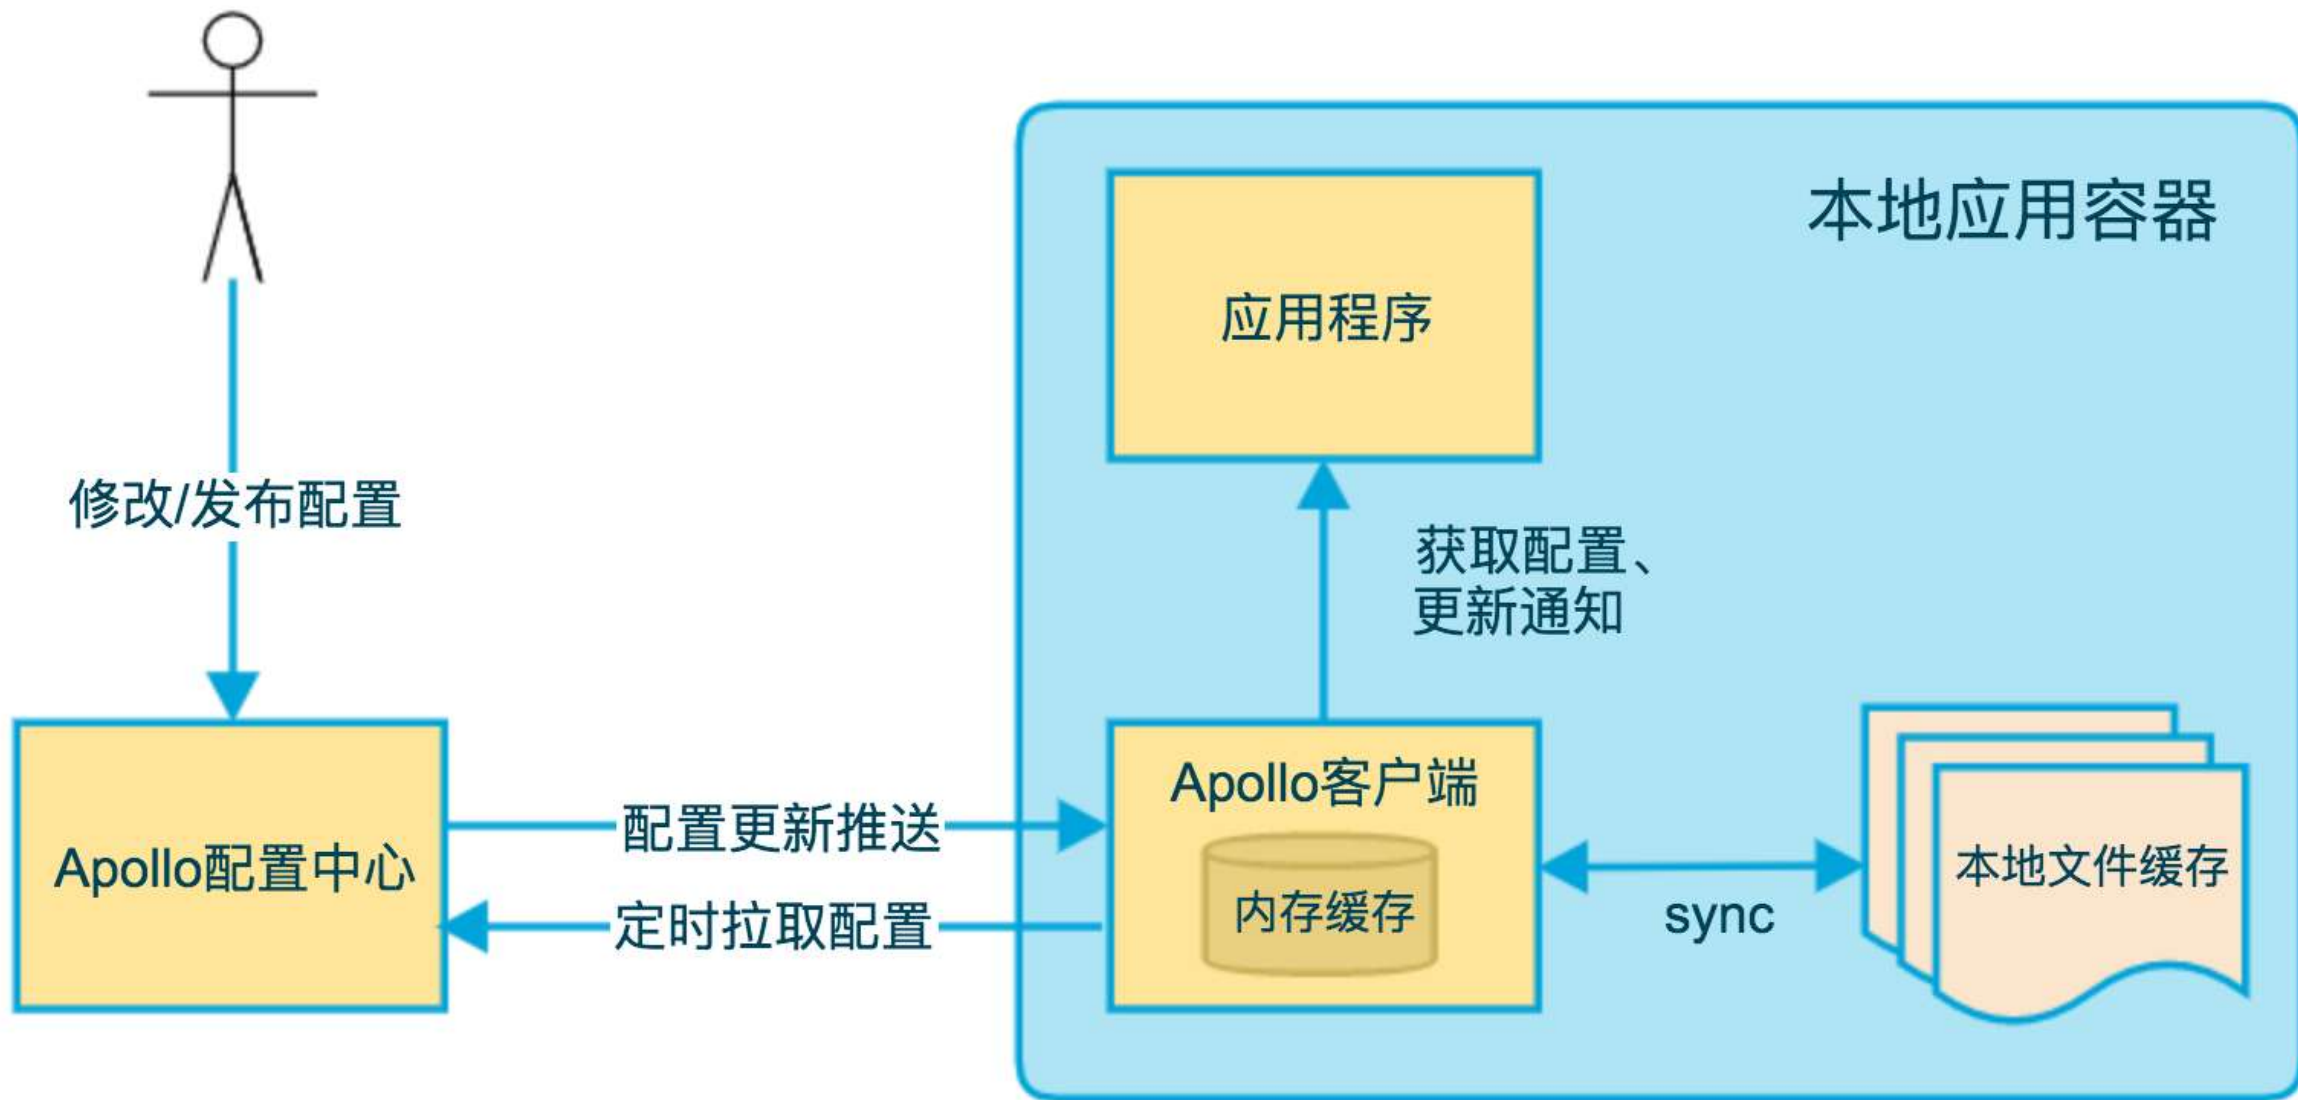 本地应用容器
应用程序
修改/发布配置
获取配置、
更新通知
Apollo配置中心
配置更新推送
定时拉取配置
Apollo客户端
内存缓存
sync
本地文件缓存